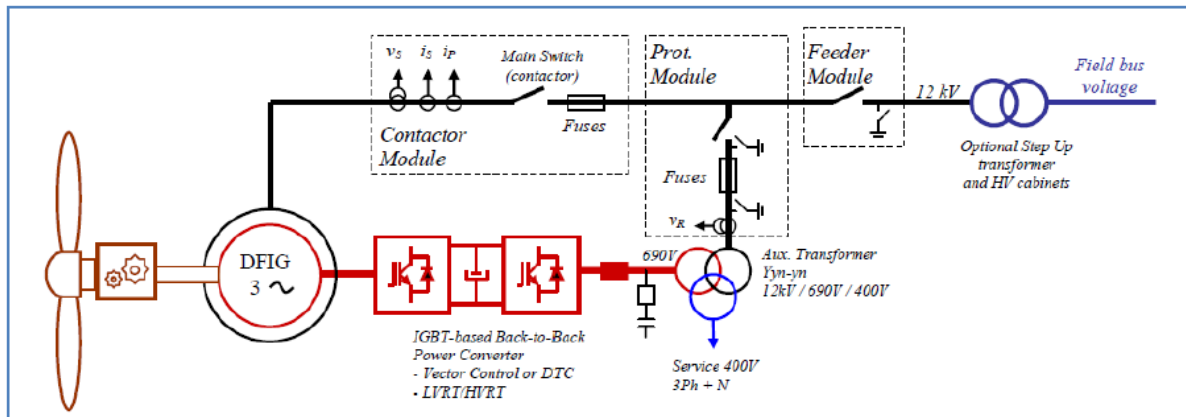 vS iS iP
Main Switch
(contactor)
Fuses
Contactor
Module
Prot.
Module
Fuses
vR
Feeder
Module
12 kV
Field bus
voltage
Optional Step Up
transformer
and HV cabinets
DFIG
3 ~
690V
Aux. Transformer
Yyn-yn
12kV / 690V / 400V
IGBT-based Back-to-Back
Power Converter
- Vector Control or DTC
- LVRT/HVRT
Service 400V
3Ph + N